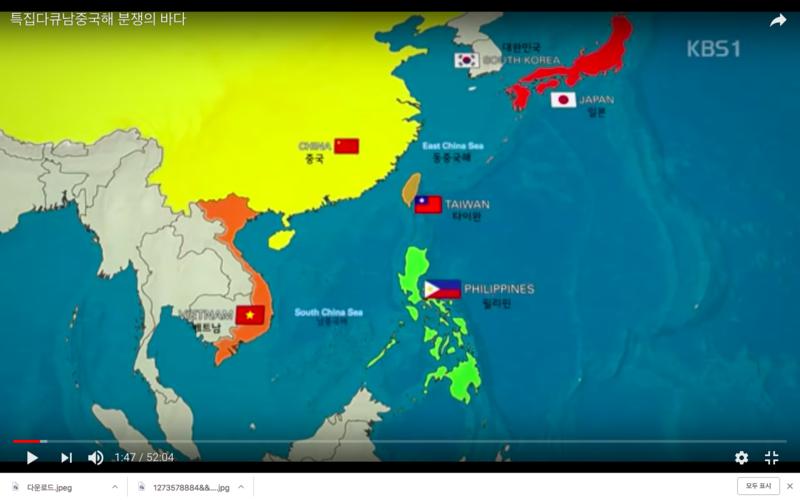 특집다큐남중국해 분쟁의 바다
KBS1
대한민국
SOUTH KOREA
JAPAN
일본
CHINA
중국
East China Sea
동중국해
TAIWAN
타이완
PHILIPPINES
필리핀
VIETNAM
베트남
South China Sea
남중국해
1:47 / 52:04
다운로드.jpeg
1273578884&&....jpg
모두 표시